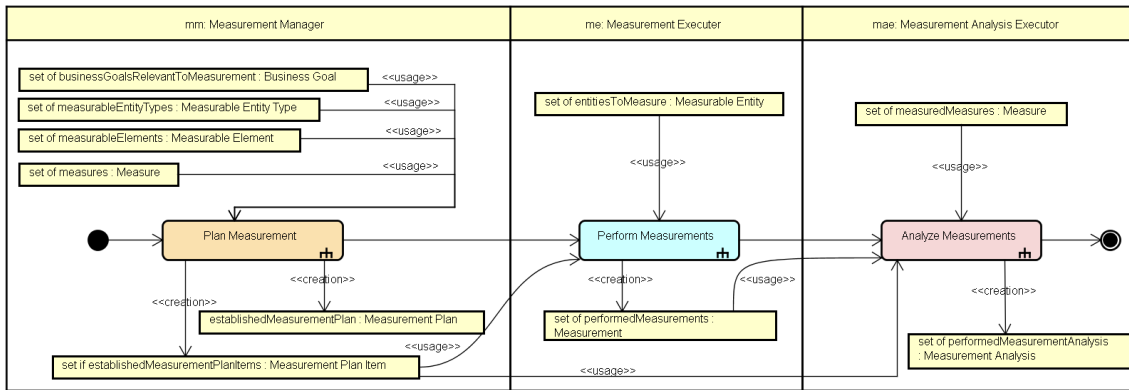 mm: Measurement Manager
me: Measurement Executer
mae: Measurement Analysis Executor
set of businessGoalsRelevantToMeasurement : Business Goal
<<usage>>
set of measurableEntityTypes : Measurable Entity Type
<<usage>>
set of measurableElements : Measurable Element
<<usage>>
set of measures : Measure
<<usage>>
set of entitiesToMeasure : Measurable Entity
<<usage>>
set of measuredMeasures : Measure
<<usage>>
Plan Measurement
Perform Measurements
Analyze Measurements
<<creation>>
<<creation>>
<<creation>>
<<usage>>
<<creation>>
establishedMeasurementPlan : Measurement Plan
set of performedMeasurements :
Measurement
set of performedMeasurementAnalysis
: Measurement Analysis
<<usage>>
set if establishedMeasurementPlanItems : Measurement Plan Item
<<usage>>